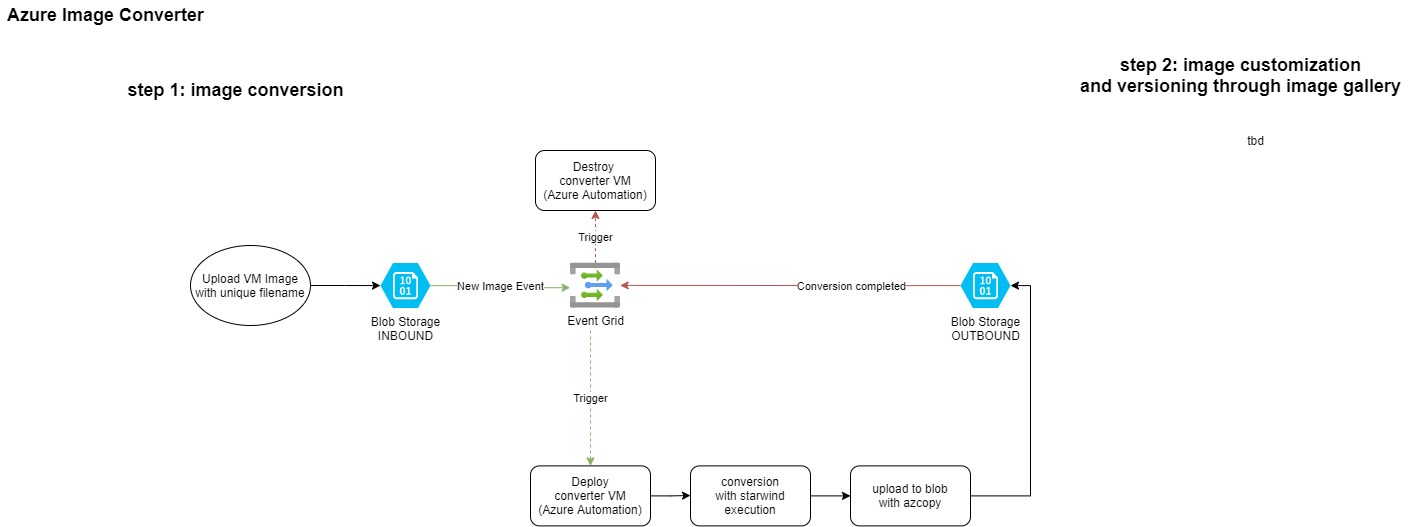 Azure Image Converter
step 1: image conversion
step 2: image customization
and versioning through image gallery
tbd
Destroy
converter VM
(Azure Automation)
Trigger
Upload VM Image
with unique filename
10
01
Blob Storage
INBOUND
New Image Event
Event Grid
Conversion completed
10
01
Blob Storage
OUTBOUND
Trigger
Deploy
converter VM
(Azure Automation)
conversion
with starwind
execution
upload to blob
with azcopy